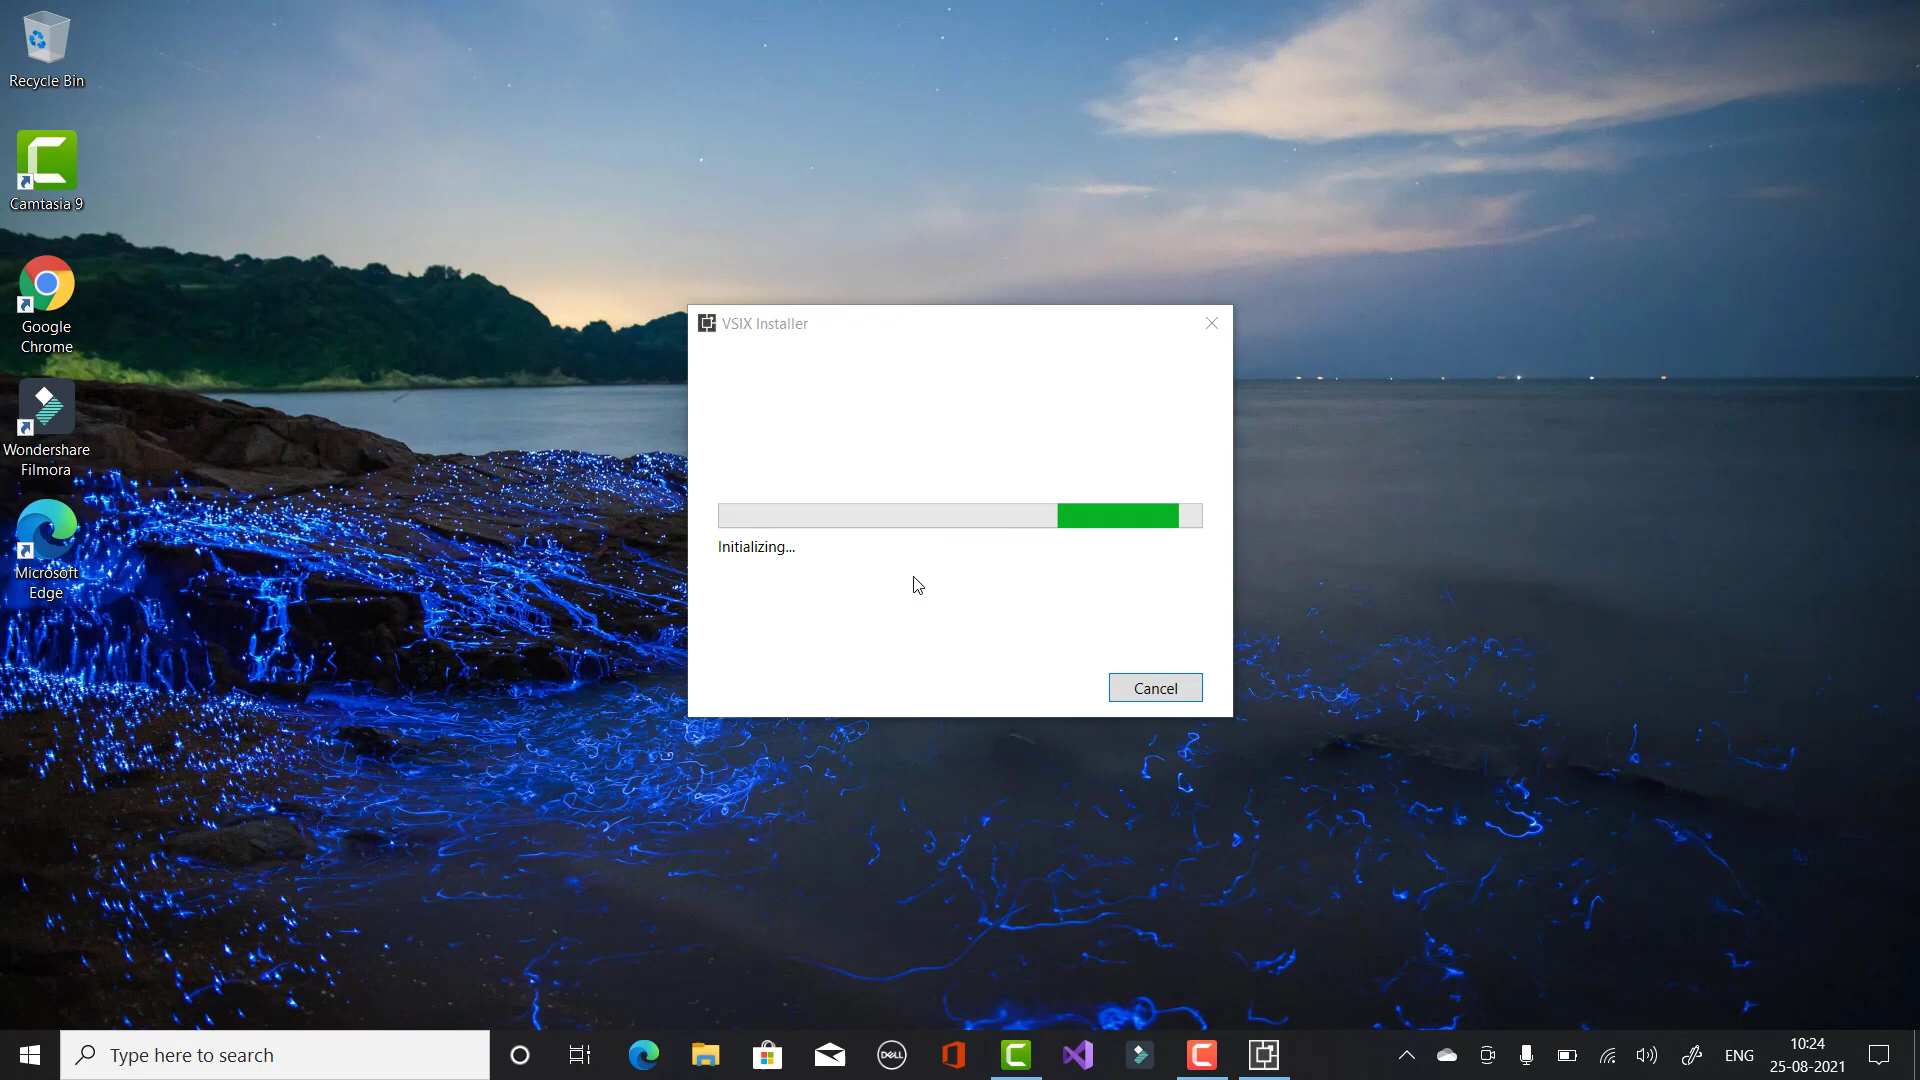 Recycle Bin
Camtasia 9
Google
Chrome
Wondershare
Filmora
Microsoft
Edge
VSIX Installer
Initializing...
Cancel
Type here to search
DELL
ENG
10:24
25-08-2021